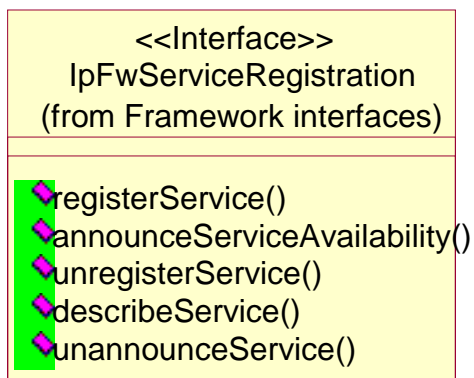 <<Interface>>
IpFwServiceRegistration
(from Framework interfaces)
registerService()
announceServiceAvailability()
unregisterService()
describeService()
unannounceService()